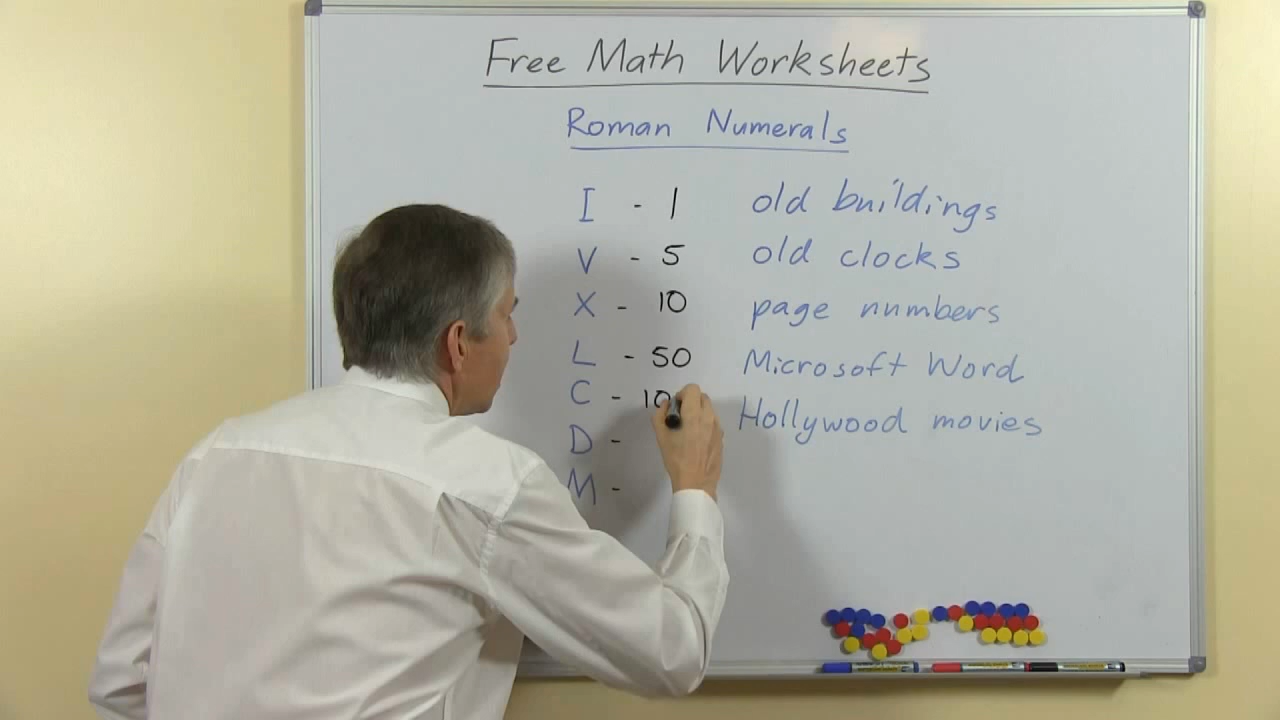 Free Math Worksheets
Roman Numerals
I - 1 old buildings
V - 5 old clocks
X - 10 page numbers
L - 50 Microsoft Word
C - 10 Hollywood movies
D -
M -